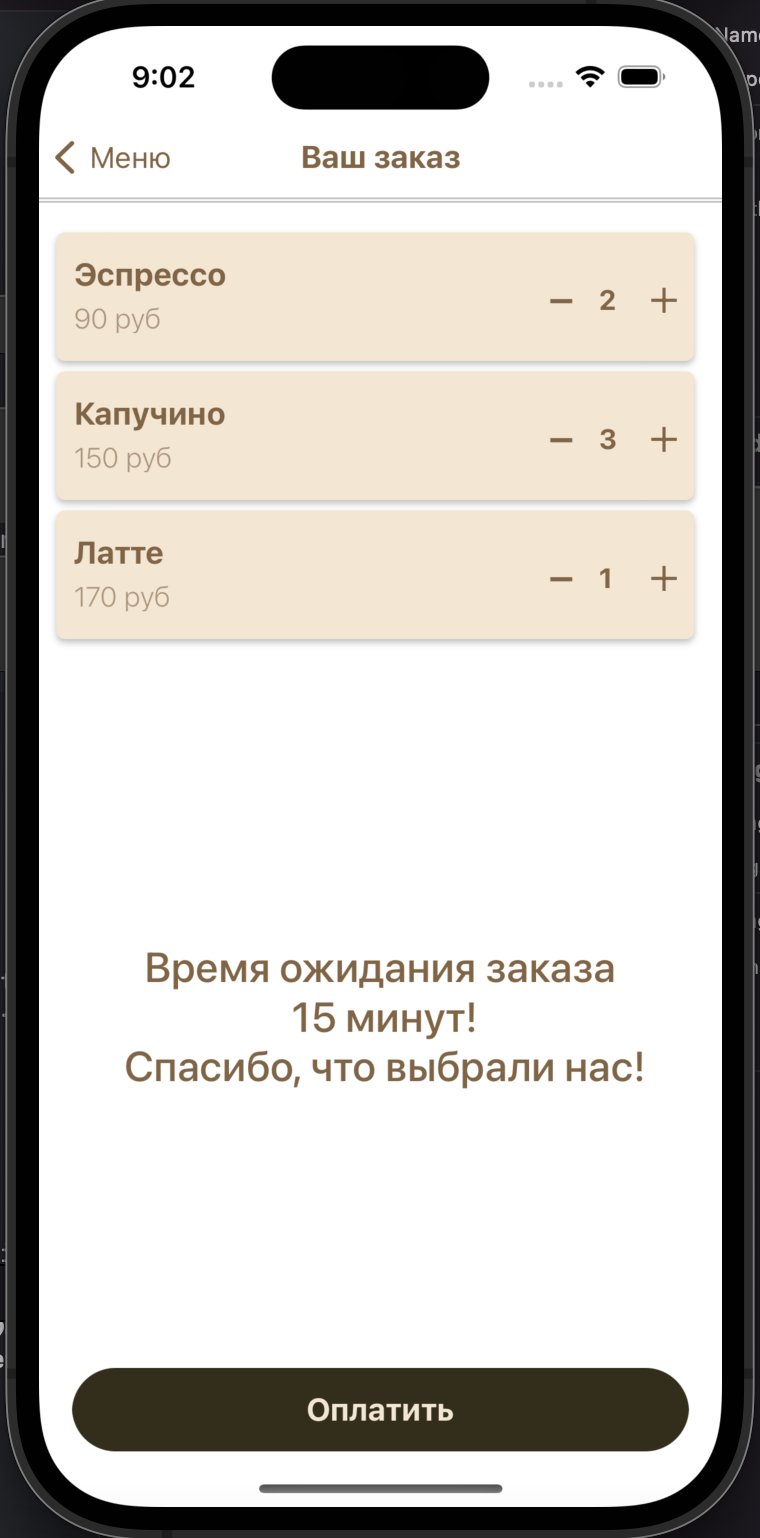 9:02
Меню
Ваш заказ
Эспрессо
90 руб
2
Капучино
150 руб
3
Латте
170 руб
1
Время ожидания заказа
15 минут!
Спасибо, что выбрали нас!
Оплатить